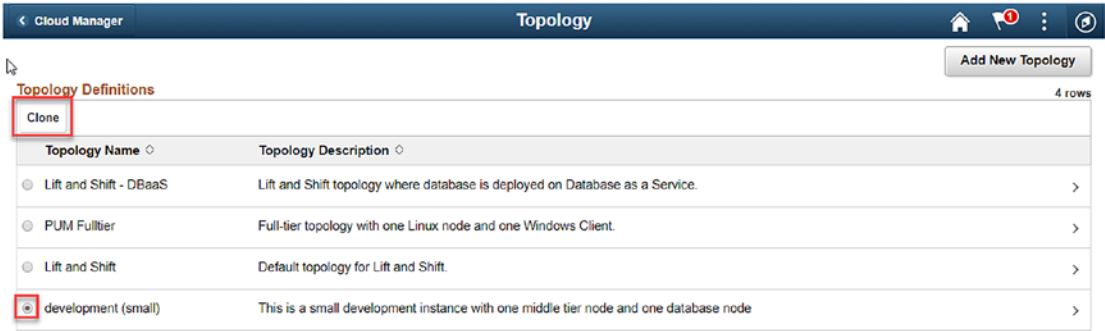 Cloud Manager
Topology
1
Add New Topology
Topology Definitions
4 rows
Clone
Topology Name Topology Description
Lift and Shift - DBaaS Lift and Shift topology where database is deployed on Database as a Service.
PUM Fulltier Full-tier topology with one Linux node and one Windows Client.
Lift and Shift Default topology for Lift and Shift.
development (small) This is a small development instance with one middle tier node and one database node